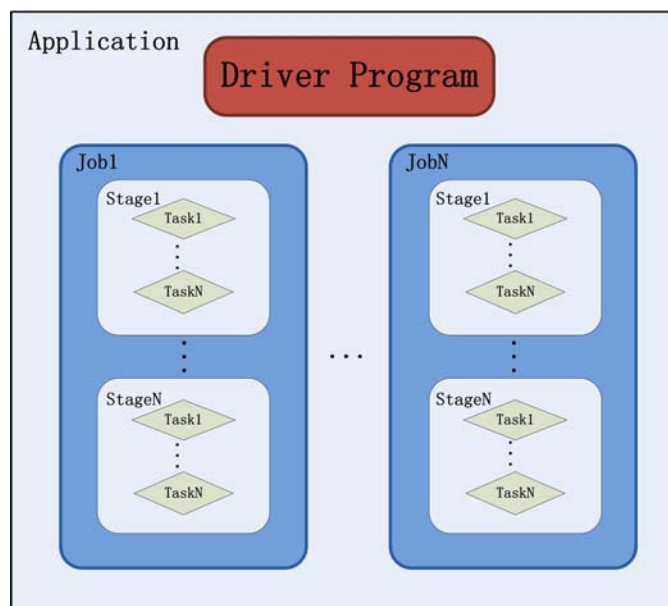 Application
Driver Program
Job1
Stage1
Task1
TaskN
StageN
Task1
TaskN
JobN
Stage1
Task1
TaskN
StageN
Task1
TaskN